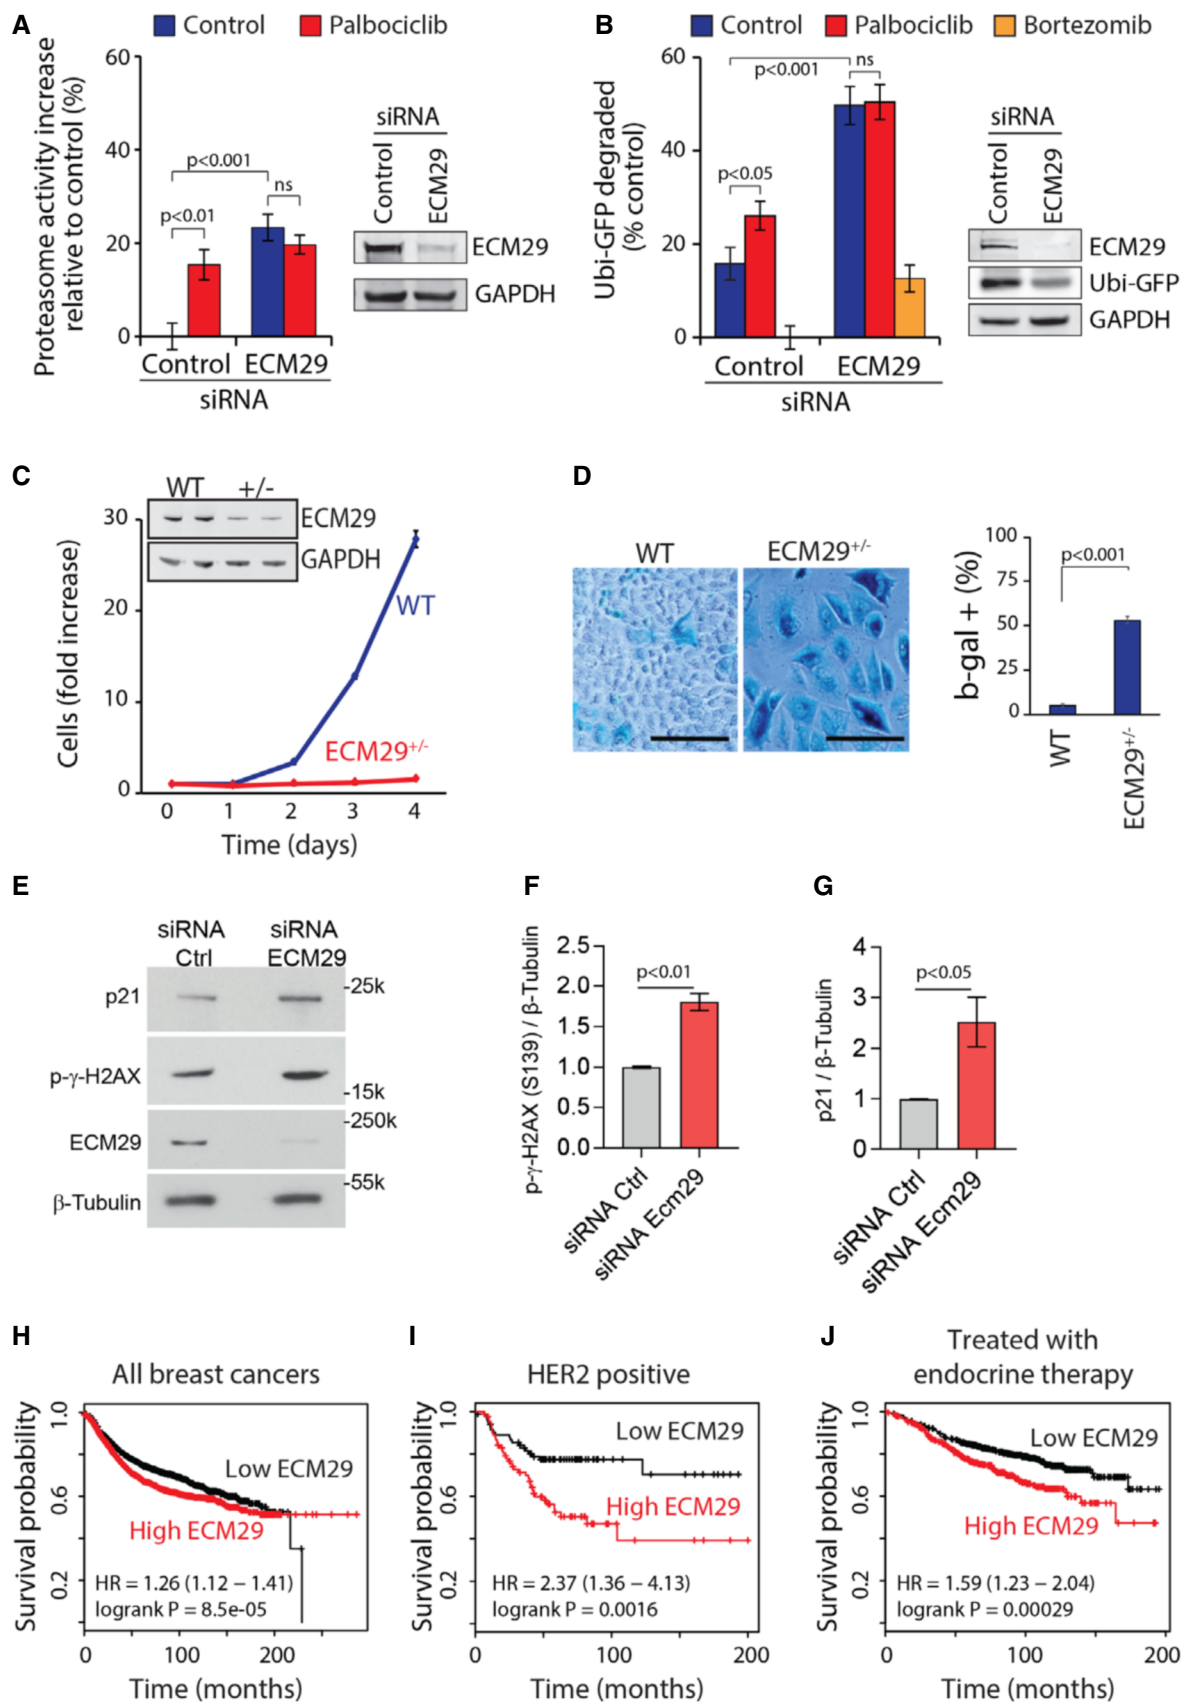 A
Control
Palbociclib
Proteasome activity increase
relative to control (%)
60
40
20
0
p<0.001
ns
p<0.01
Control
ECM29
siRNA
siRNA
Control
ECM29
ECM29
GAPDH
B
Control
Palbociclib
Bortezomib
Ubi-GFP degraded
(% control)
60
40
20
0
p<0.001
ns
p<0.05
Control
ECM29
siRNA
siRNA
Control
ECM29
ECM29
Ubi-GFP
GAPDH
C
WT
+/-
ECM29
GAPDH
Cells (fold increase)
30
20
10
0
WT
ECM29+/-
0
1
2
3
4
Time (days)
D
WT
ECM29+/-
b-gal + (%)
100
75
50
25
0
p<0.001
WT
ECM29+/-
E
siRNA
Ctrl
siRNA
ECM29
p21
-25k
p-γ-H2AX
-15k
-250k
ECM29
-55k
β-Tubulin
F
p-γ-H2AX (S139) / β-Tubulin
2.5
2.0
1.5
1.0
0.5
0.0
p<0.01
siRNA Ctrl
siRNA Ecm29
G
p21 / β-Tubulin
4
3
2
1
0
p<0.05
siRNA Ctrl
siRNA Ecm29
H
All breast cancers
Survival probability
1.0
0.6
0.2
Low ECM29
High ECM29
HR = 1.26 (1.12 – 1.41)
logrank P = 8.5e-05
0
100
200
Time (months)
I
HER2 positive
Survival probability
1.0
0.6
0.2
Low ECM29
High ECM29
HR = 2.37 (1.36 – 4.13)
logrank P = 0.0016
0
100
200
Time (months)
J
Treated with
endocrine therapy
Survival probability
1.0
0.6
0.2
Low ECM29
High ECM29
HR = 1.59 (1.23 – 2.04)
logrank P = 0.00029
0
100
200
Time (months)